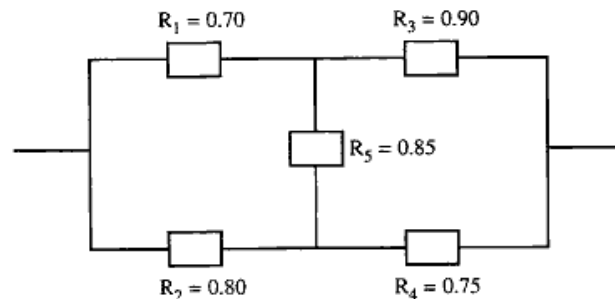 R₁ = 0.70
R₃ = 0.90
R₅ = 0.85
R₂ = 0.80
R₄ = 0.75